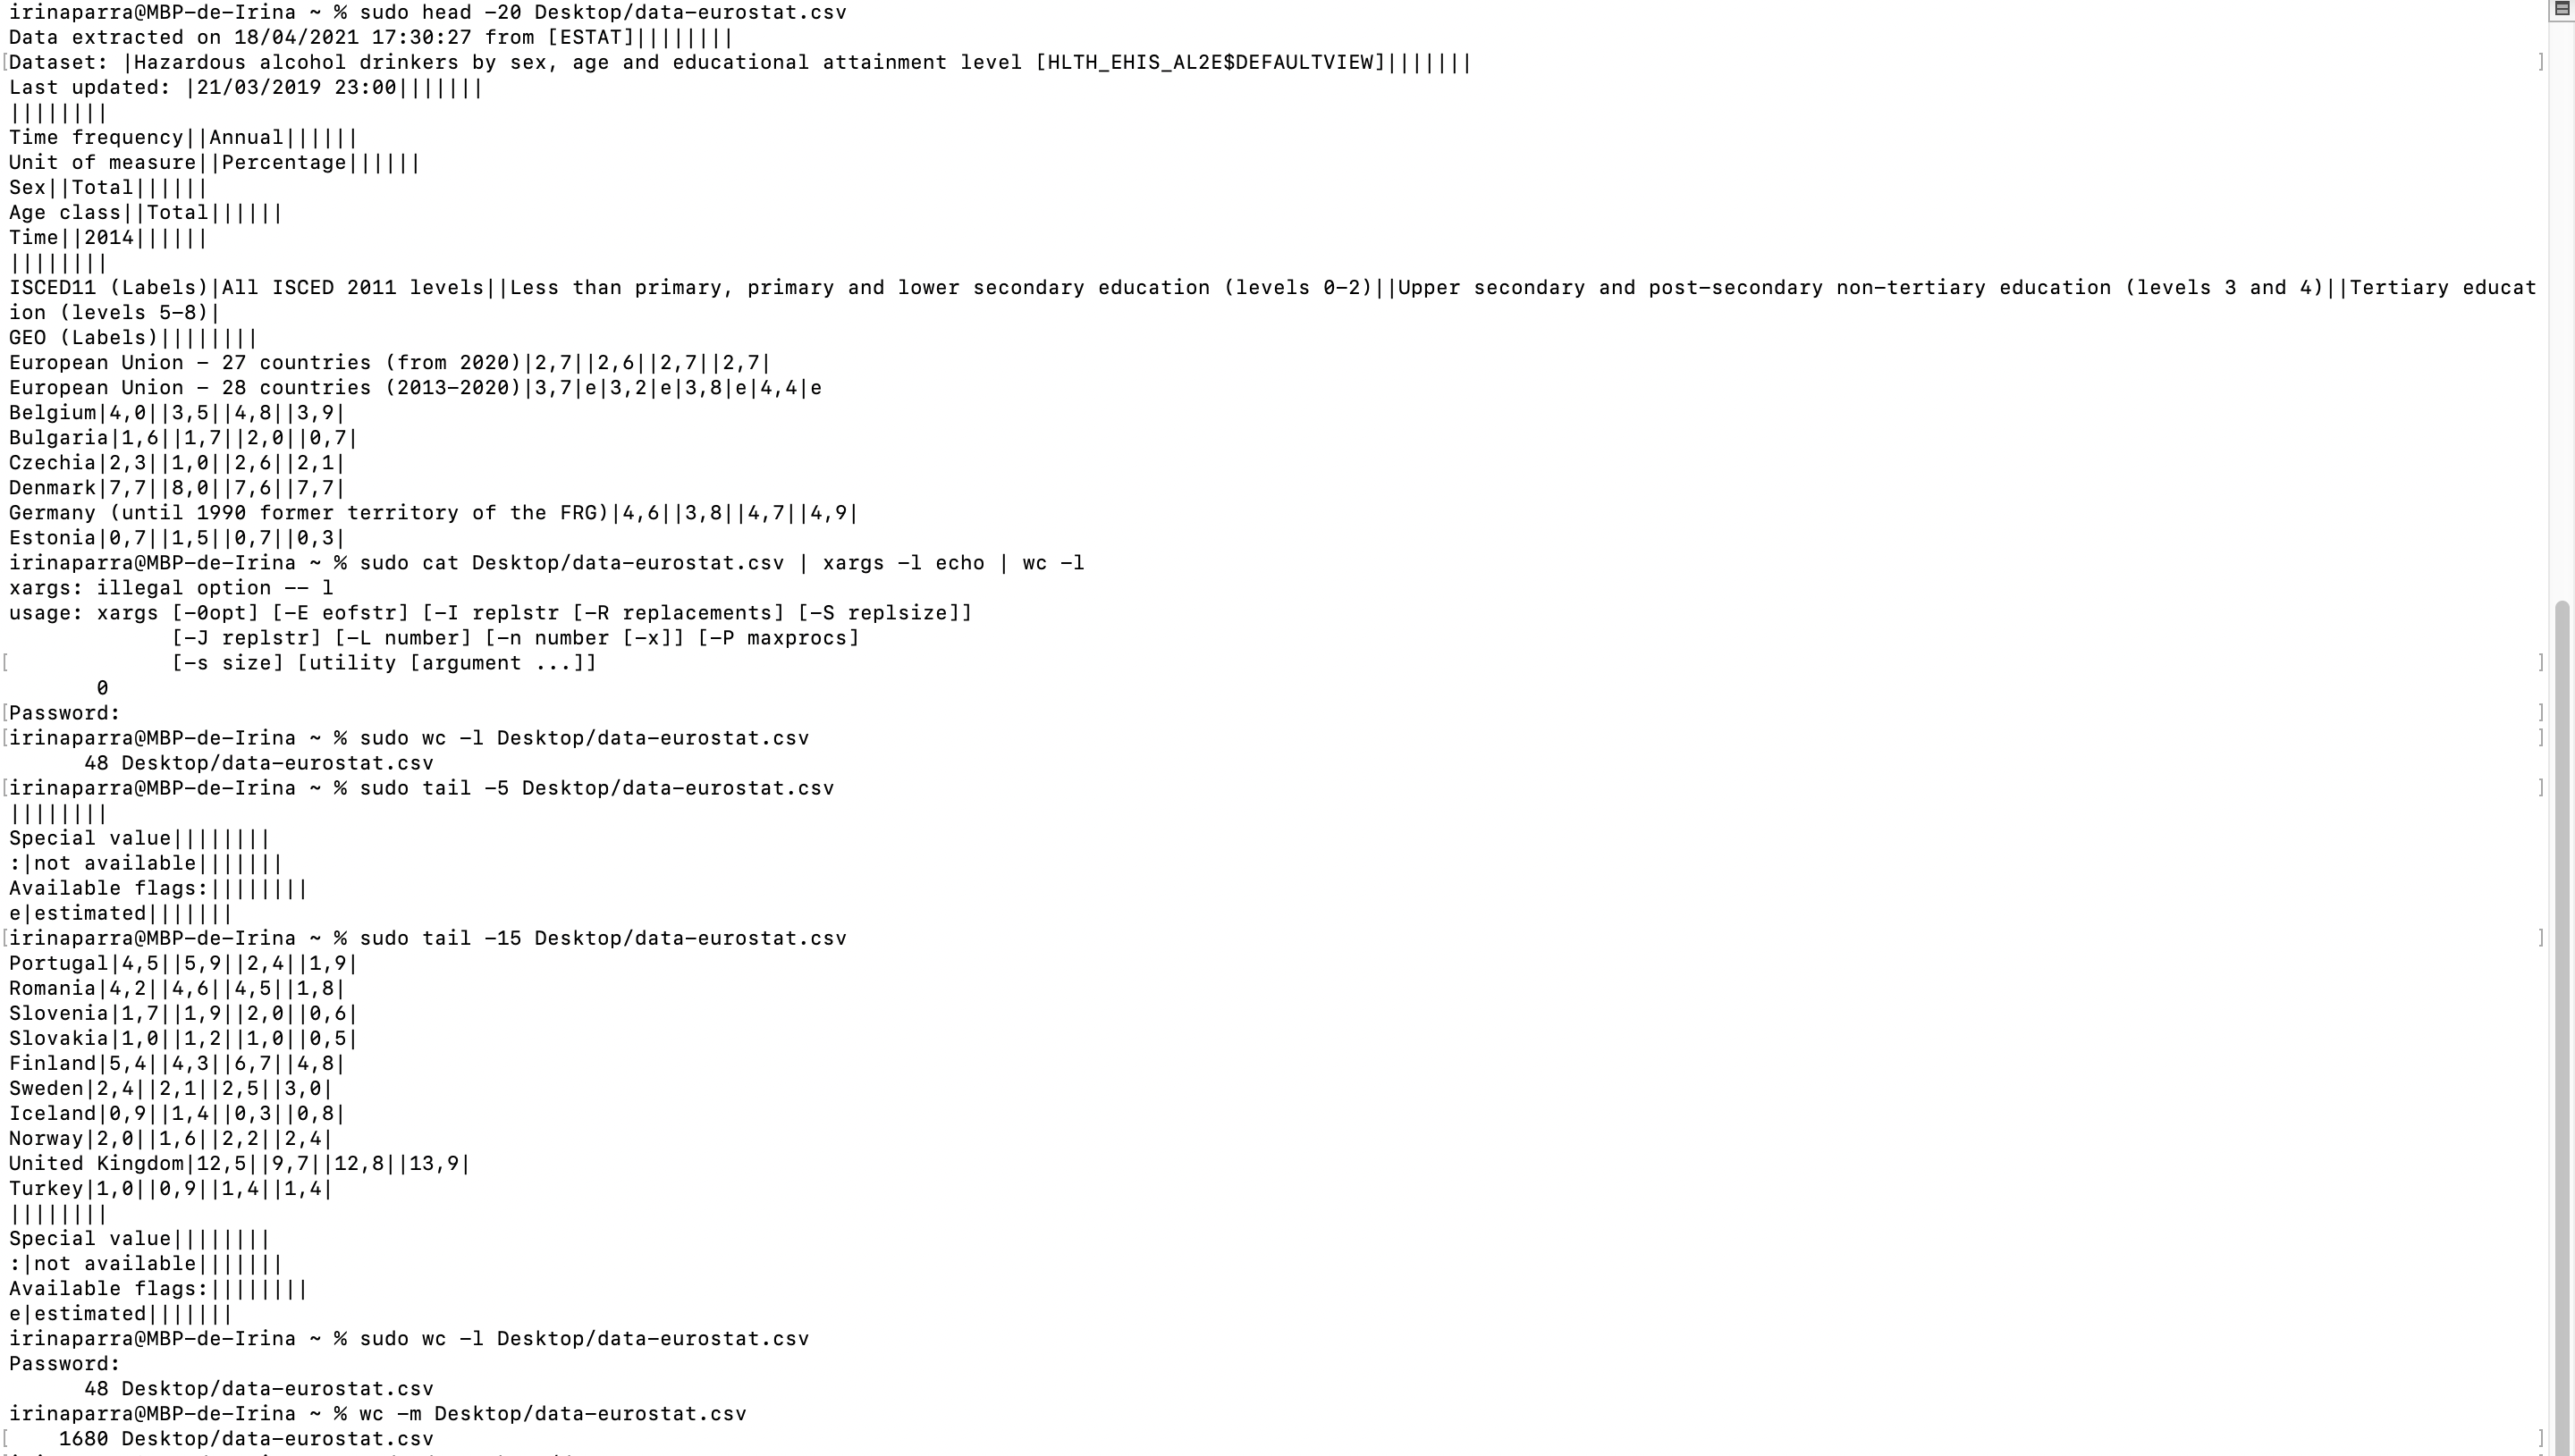 irinaparra@MBP-de-Irina ~ % sudo head -20 Desktop/data-eurostat.csv
Data extracted on 18/04/2021 17:30:27 from [ESTAT]||||||||
[Dataset: |Hazardous alcohol drinkers by sex, age and educational attainment level [HLTH_EHIS_AL2E$DEFAULTVIEW]||||||| ]
Last updated: |21/03/2019 23:00|||||||
||||||||
Time frequency||Annual||||||
Unit of measure||Percentage||||||
Sex||Total||||||
Age class||Total||||||
Time||2014||||||
||||||||
ISCED11 (Labels)|All ISCED 2011 levels||Less than primary, primary and lower secondary education (levels 0-2)||Upper secondary and post-secondary non-tertiary education (levels 3 and 4)||Tertiary educat
ion (levels 5-8)|
GEO (Labels)||||||||
European Union - 27 countries (from 2020)|2,7||2,6||2,7||2,7|
European Union - 28 countries (2013-2020)|3,7|e|3,2|e|3,8|e|4,4|e
Belgium|4,0||3,5||4,8||3,9|
Bulgaria|1,6||1,7||2,0||0,7|
Czechia|2,3||1,0||2,6||2,1|
Denmark|7,7||8,0||7,6||7,7|
Germany (until 1990 former territory of the FRG)|4,6||3,8||4,7||4,9|
Estonia|0,7||1,5||0,7||0,3|
irinaparra@MBP-de-Irina ~ % sudo cat Desktop/data-eurostat.csv | xargs -l echo | wc -l
xargs: illegal option -- l
usage: xargs [-0opt] [-E eofstr] [-I replstr [-R replacements] [-S replsize]]
[-J replstr] [-L number] [-n number [-x]] [-P maxprocs]
[ [-s size] [utility [argument ...]] ]
0
[Password: ]
[irinaparra@MBP-de-Irina ~ % sudo wc -l Desktop/data-eurostat.csv ]
48 Desktop/data-eurostat.csv
[irinaparra@MBP-de-Irina ~ % sudo tail -5 Desktop/data-eurostat.csv ]
||||||||
Special value||||||||
:|not available|||||||
Available flags:||||||||
e|estimated|||||||
[irinaparra@MBP-de-Irina ~ % sudo tail -15 Desktop/data-eurostat.csv ]
Portugal|4,5||5,9||2,4||1,9|
Romania|4,2||4,6||4,5||1,8|
Slovenia|1,7||1,9||2,0||0,6|
Slovakia|1,0||1,2||1,0||0,5|
Finland|5,4||4,3||6,7||4,8|
Sweden|2,4||2,1||2,5||3,0|
Iceland|0,9||1,4||0,3||0,8|
Norway|2,0||1,6||2,2||2,4|
United Kingdom|12,5||9,7||12,8||13,9|
Turkey|1,0||0,9||1,4||1,4|
||||||||
Special value||||||||
:|not available|||||||
Available flags:||||||||
e|estimated|||||||
irinaparra@MBP-de-Irina ~ % sudo wc -l Desktop/data-eurostat.csv
Password:
48 Desktop/data-eurostat.csv
irinaparra@MBP-de-Irina ~ % wc -m Desktop/data-eurostat.csv
[ 1680 Desktop/data-eurostat.csv ]